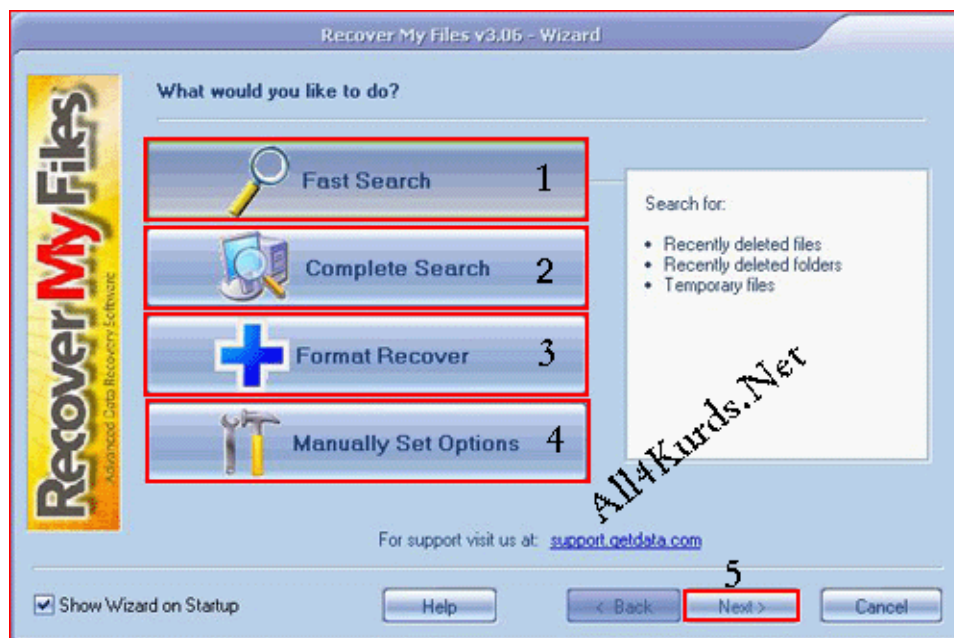 Recover My Files v3.06 - Wizard
Recover My Files
Advanced Data Recovery Software
What would you like to do?
Fast Search 1
Complete Search 2
Format Recover 3
Manually Set Options 4
Search for:
• Recently deleted files
• Recently deleted folders
• Temporary files
All4Kurds.Net
For support visit us at: support.getdata.com
5
Show Wizard on Startup
Help
< Back
Next >
Cancel